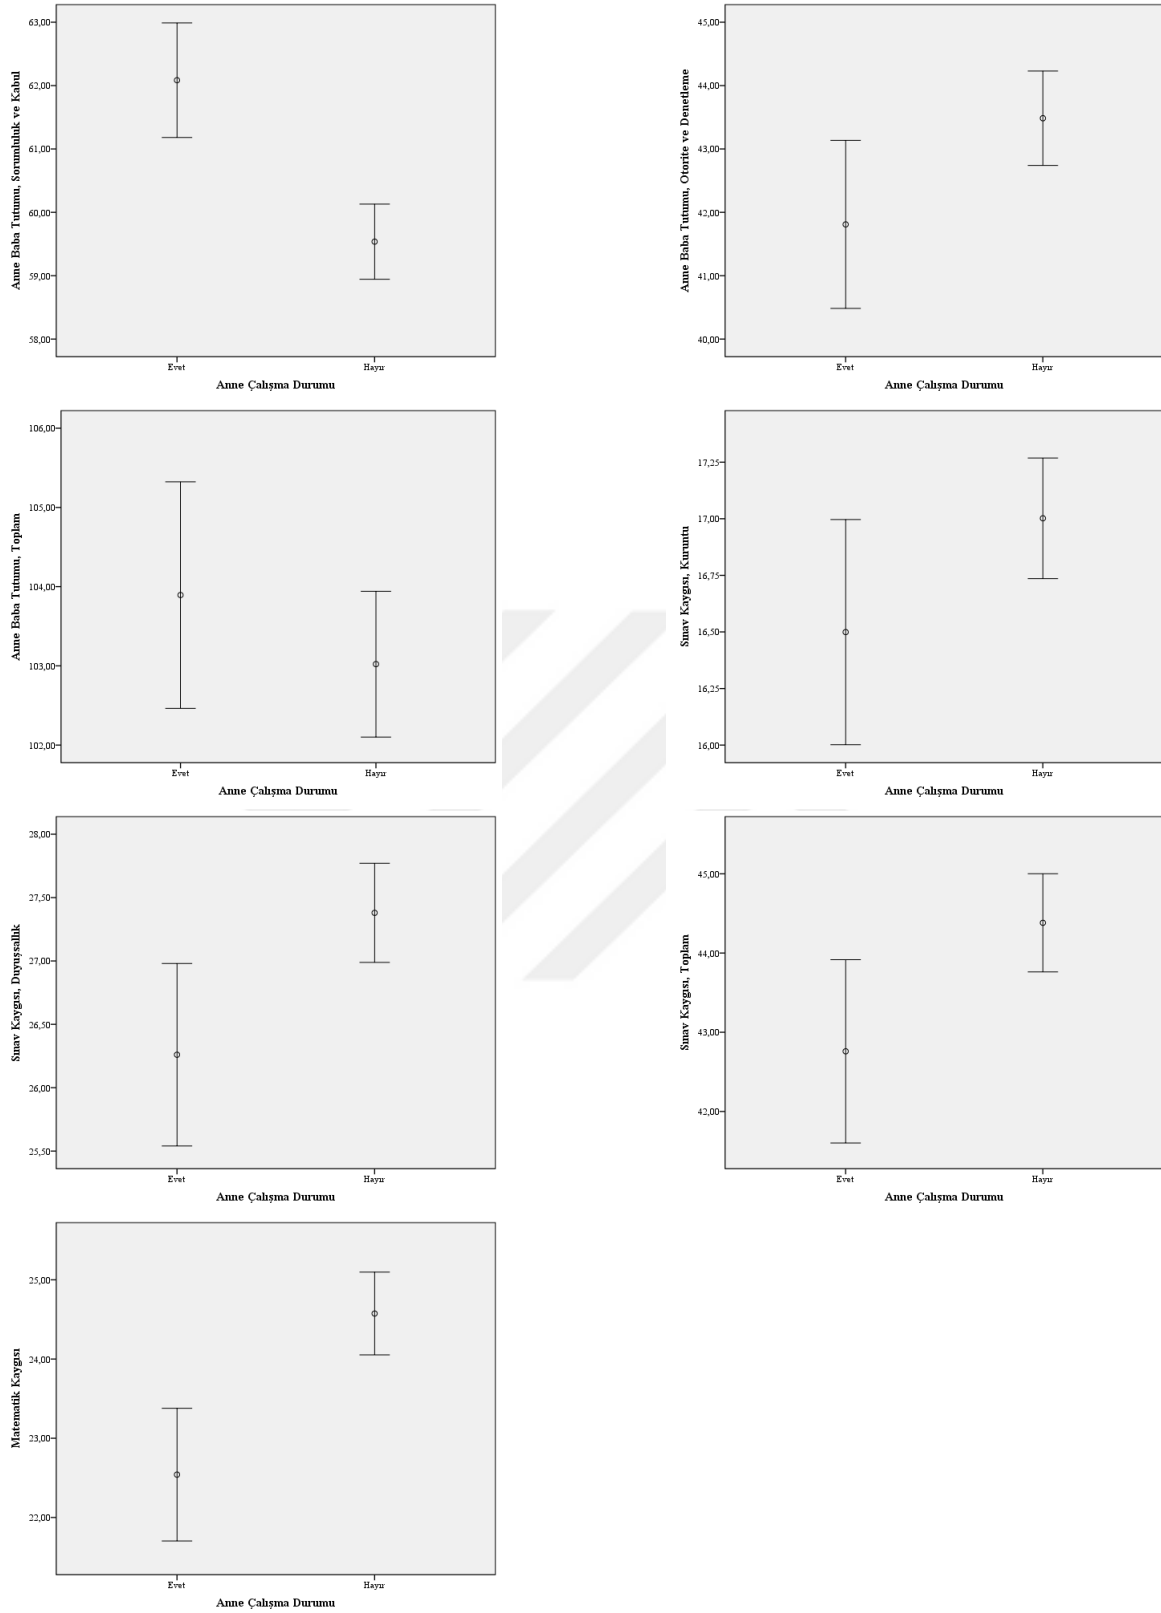 Anne Baba Tutumu, Sorumluluk ve Kabul
63,00
62,00
61,00
60,00
59,00
58,00
Evet
Hayır
Anne Çalışma Durumu
Anne Baba Tutumu, Otorite ve Denetleme
45,00
44,00
43,00
42,00
41,00
40,00
Evet
Hayır
Anne Çalışma Durumu
Anne Baba Tutumu, Toplam
106,00
105,00
104,00
103,00
102,00
Evet
Hayır
Anne Çalışma Durumu
Sınav Kaygısı, Kuruntu
17,25
17,00
16,75
16,50
16,25
16,00
Evet
Hayır
Anne Çalışma Durumu
Sınav Kaygısı, Duyuşsallık
28,00
27,50
27,00
26,50
26,00
25,50
Evet
Hayır
Anne Çalışma Durumu
Sınav Kaygısı, Toplam
45,00
44,00
43,00
42,00
Evet
Hayır
Anne Çalışma Durumu
Matematik Kaygısı
25,00
24,00
23,00
22,00
Evet
Hayır
Anne Çalışma Durumu